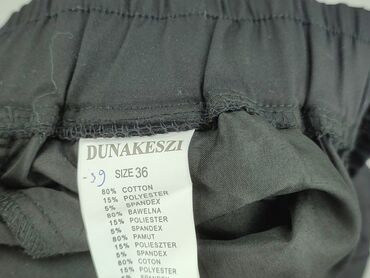 DUNAKESZI
-39 SIZE 36
80% COTTON
15% POLYESTER
5% SPANDEX
80% BAWELNA
15% POLIESTER
5% SPANDEX
80% PAMUT
15% POLIESZTER
5% SPANDEX
80% COTON
15% POLYESTER